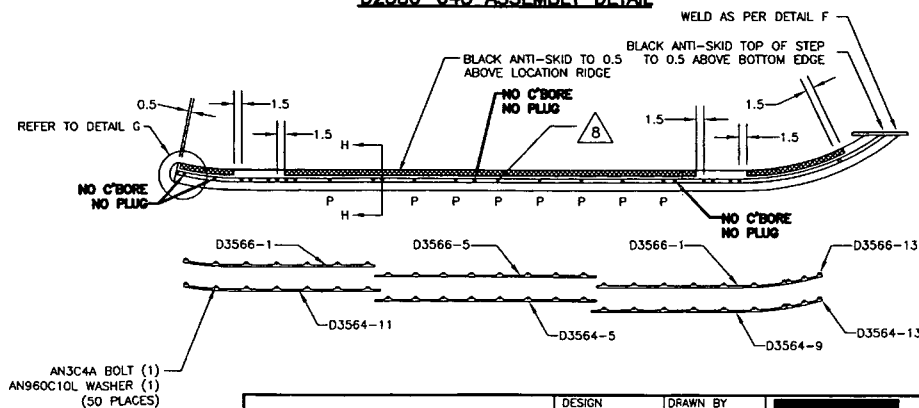 WELD AS PER DETAIL F
BLACK ANTI-SKID TO 0.5
ABOVE LOCATION RIDGE
BLACK ANTI-SKID TOP OF STEP
TO 0.5 ABOVE BOTTOM EDGE
NO C'BORE
NO PLUG
0.5
1.5
1.5
1.5
1.5
1.5
8
REFER TO DETAIL G
H
H
NO C'BORE
NO PLUG
P P P P P P P P
NO C'BORE
NO PLUG
D3566-1
D3566-5
D3566-1
D3566-13
D3564-11
D3564-5
D3564-9
D3564-13
AN3C4A BOLT (1)
AN960C10L WASHER (1)
(50 PLACES)
DESIGN
DRAWN BY